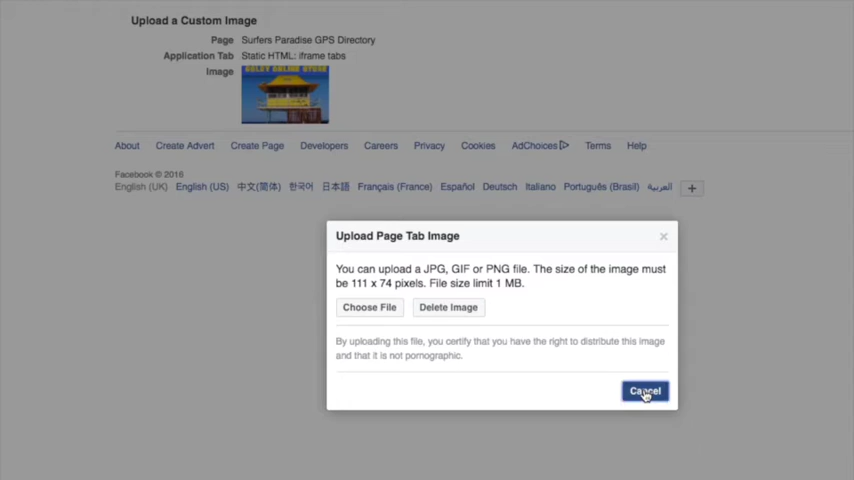 Upload a Custom Image
Page Surfers Paradise GPS Directory
Application Tab Static HTML: iframe tabs
Image
ONLINE STORE
About Create Advert Create Page Developers Careers Privacy Cookies AdChoices Terms Help
Facebook © 2016
English (UK) English (US) 中文(简体) 한국어 日本語 Français (France) Español Deutsch Italiano Português (Brasil) العربية +
Upload Page Tab Image ×
You can upload a JPG, GIF or PNG file. The size of the image must
be 111 x 74 pixels. File size limit 1 MB.
Choose File Delete Image
By uploading this file, you certify that you have the right to distribute this image
and that it is not pornographic.
Cancel